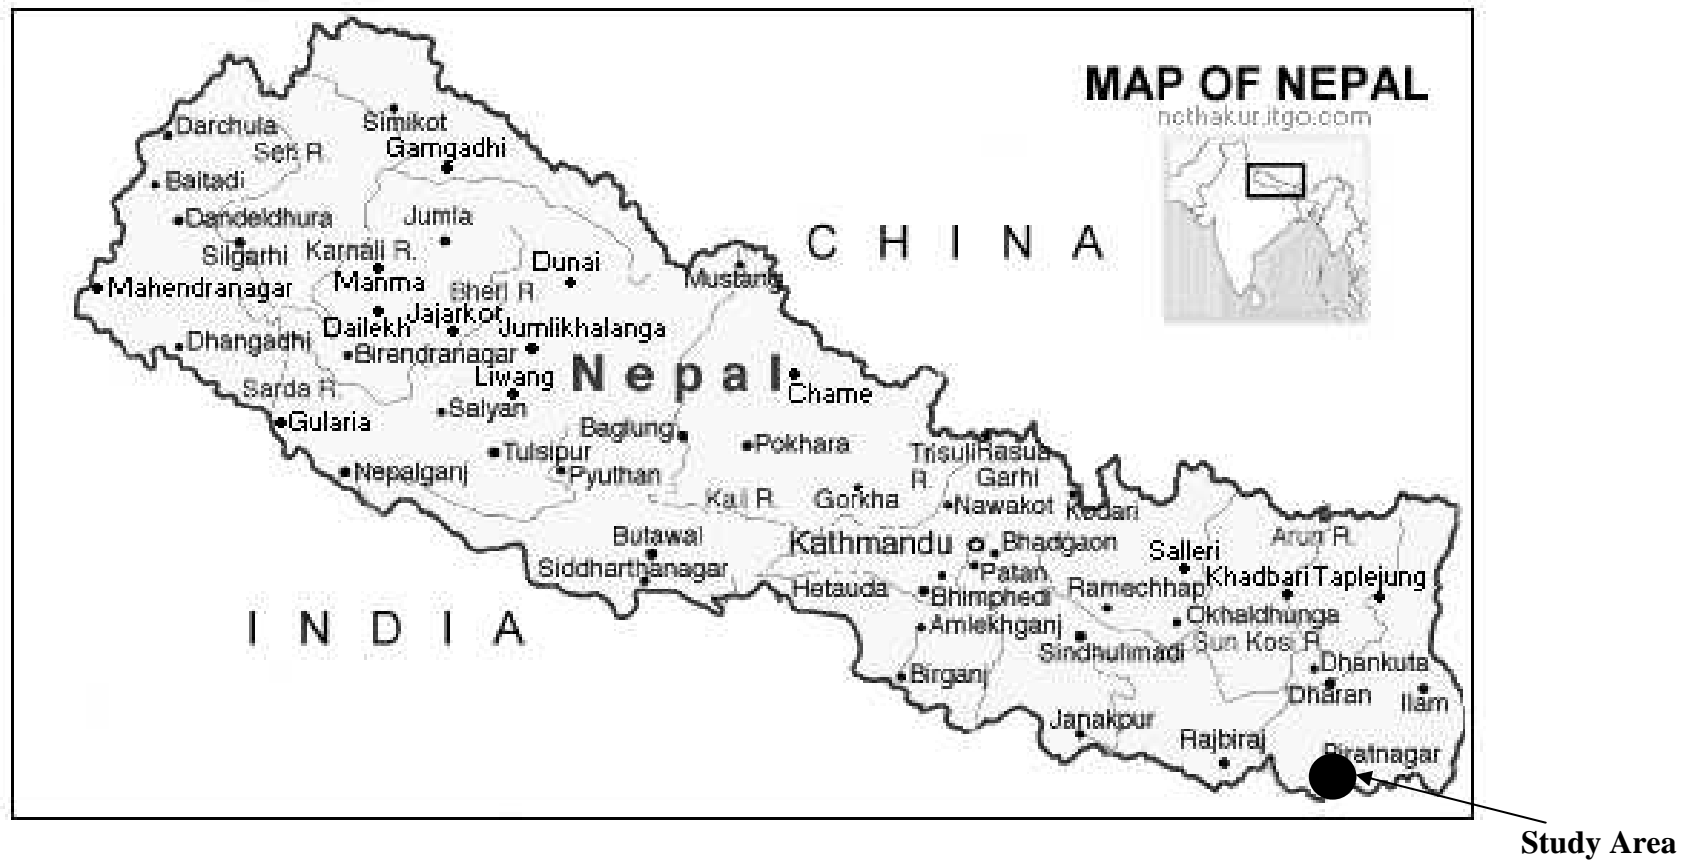 MAP OF NEPAL
ncthakur.itgo.com
Simikot
Darchula
Gamgadhi
Seti R.
Baitadi
Dandeldhura
Jumla
CHINA
Silgarhi
Karnali R.
Dunai
Mustang
Mahendranagar
Manma
Bheri R
Jajarkot
Dailekh
Jumlikhalanga
Dhangadhi
Birendranagar
Nepal
Liwang
Sarda R.
Chame
Salyan
Gularia
Baglung
Pokhara
Tulsipur
Trisuli
R
Rasua
Garhi
Nepalganj
Pyuthan
Kali R.
Gorkha
Nawakot
Kodari
Butawal
Kathmandu
Bhadgaon
Arun R.
Salleri
Siddharthanagar
Patan
Khadbari
Taplejung
Hetauda
Bhimphedi
Ramechhap
Okhaldhunga
INDIA
Amlekhganj
Sun Kosi R.
Sindhulimadi
Dhankuta
Birganj
Dharan
Ilam
Janakpur
Rajbiraj
Biratnagar
Study Area